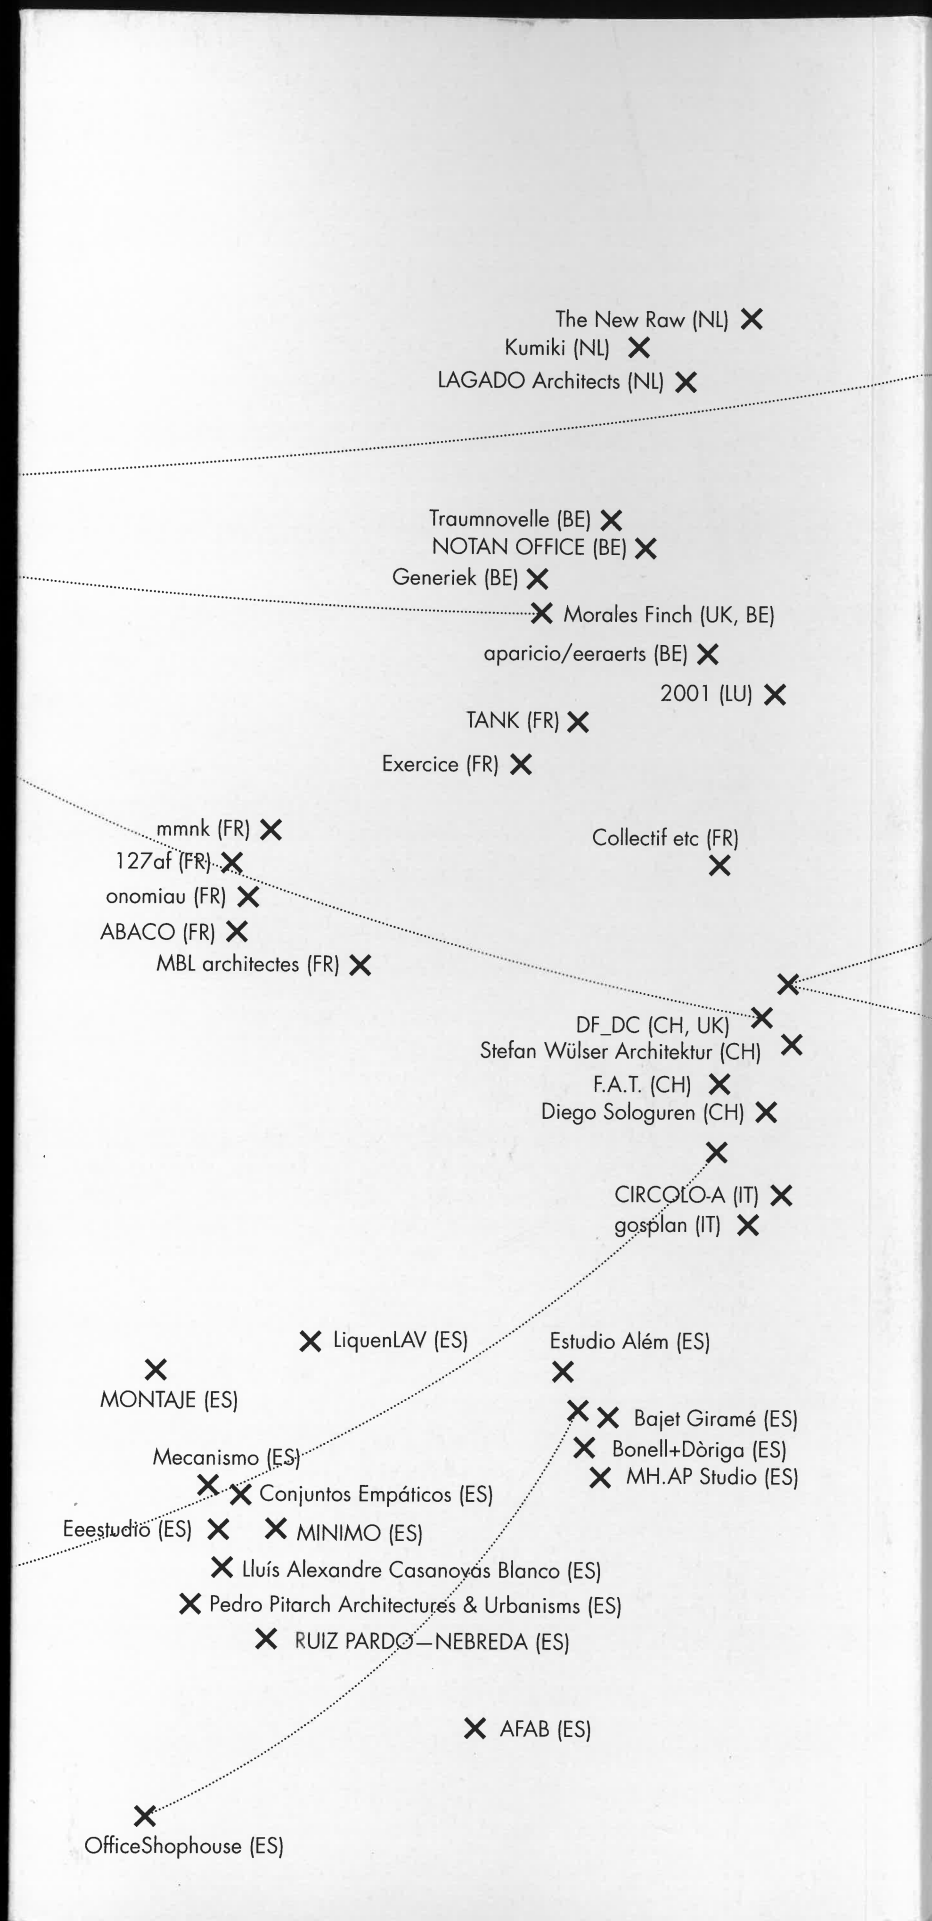 The New Raw (NL)
Kumiki (NL)
LAGADO Architects (NL)
Traumnovelle (BE)
NOTAN OFFICE (BE)
Generiek (BE)
Morales Finch (UK, BE)
aparicio/eeraerts (BE)
2001 (LU)
TANK (FR)
Exercice (FR)
mmnk (FR)
Collectif etc (FR)
127af (FR)
onomiau (FR)
ABACO (FR)
MBL architectes (FR)
DF_DC (CH, UK)
Stefan Wülser Architektur (CH)
F.A.T. (CH)
Diego Sologuren (CH)
CIRCOLO-A (IT)
gosplan (IT)
LiquenLAV (ES)
Estudio Além (ES)
MONTAJE (ES)
Bajet Giramé (ES)
Bonell+Dòriga (ES)
Mecanismo (ES)
MH.AP Studio (ES)
Conjuntos Empáticos (ES)
Eeestudio (ES)
MINIMO (ES)
Lluís Alexandre Casanovas Blanco (ES)
Pedro Pitarch Architectures & Urbanisms (ES)
RUIZ PARDO—NEBREDA (ES)
AFAB (ES)
OfficeShophouse (ES)